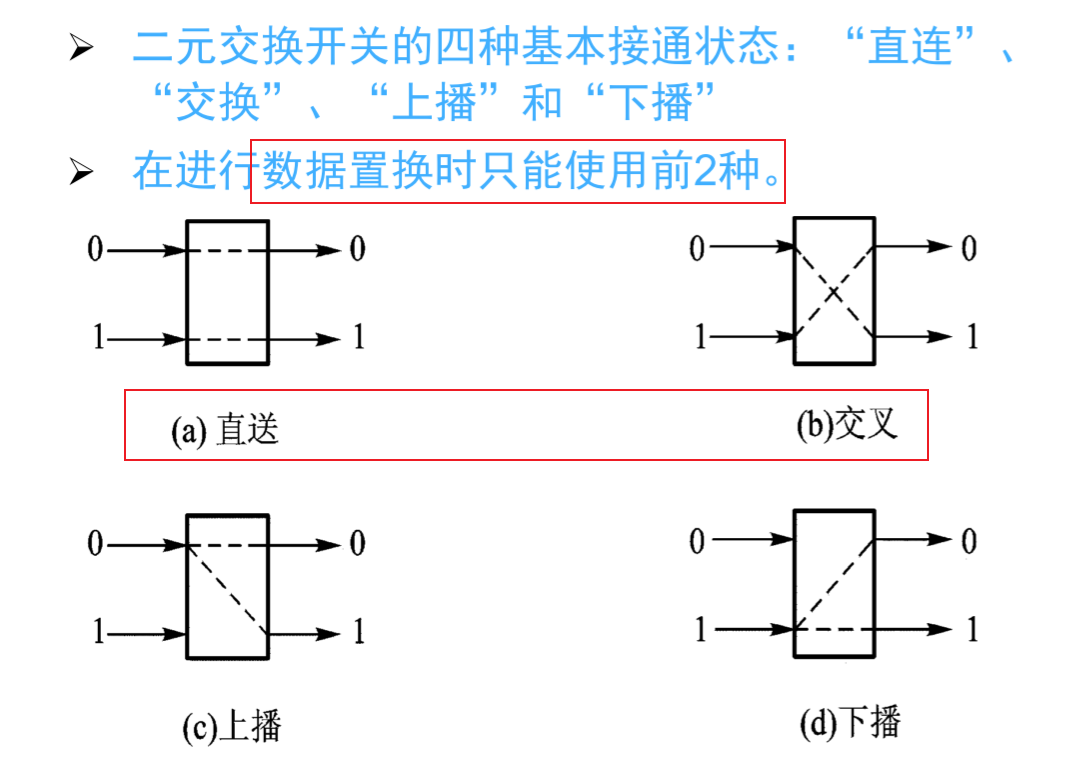 ➢ 二元交换开关的四种基本接通状态：“直连”、
“交换”、“上播”和“下播”
➢ 在进行数据置换时只能使用前2种。
0 0 0 0
1 1 1 1
(a) 直送 (b)交叉
0 0 0 0
1 1 1 1
(c)上播 (d)下播